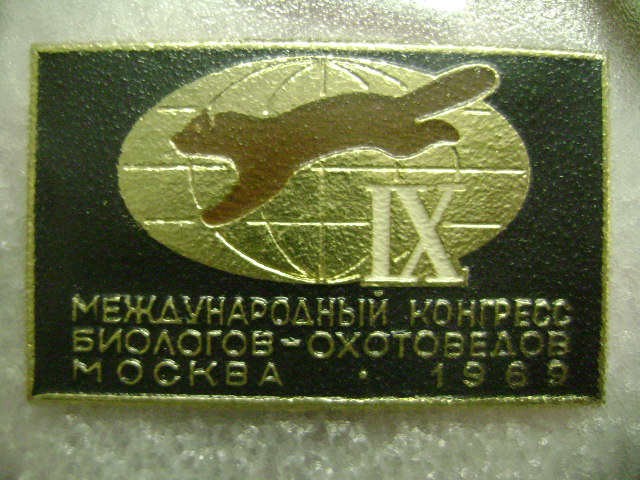 IX
МЕЖДУНАРОДНЫЙ КОНГРЕСС
БИОЛОГОВ-ОХОТОВЕДОВ
МОСКВА · 1969